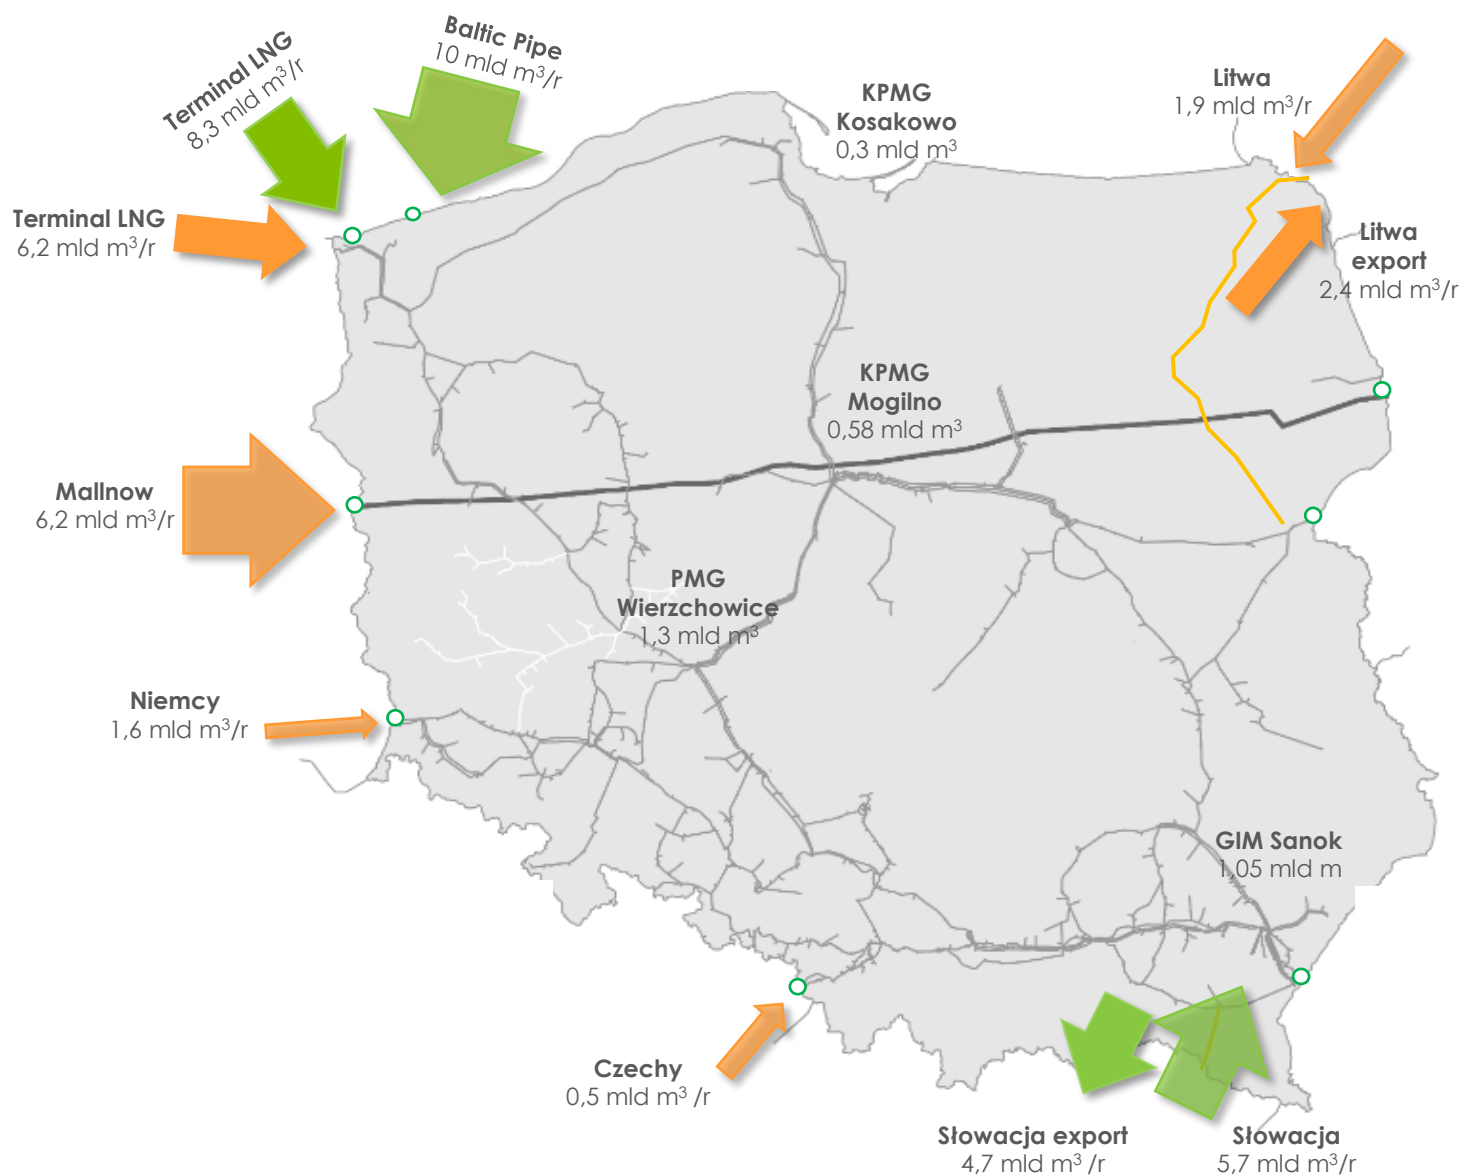 Baltic Pipe
10 mld m³/r
Terminal LNG
8,3 mld m³/r
Terminal LNG
6,2 mld m³/r
KPMG
Kosakowo
0,3 mld m³
Litwa
1,9 mld m³/r
Litwa
export
2,4 mld m³/r
KPMG
Mogilno
0,58 mld m³
Mallnow
6,2 mld m³/r
PMG
Wierzchowice
1,3 mld m³
Niemcy
1,6 mld m³/r
GIM Sanok
1,05 mld m
Czechy
0,5 mld m³ /r
Słowacja export
4,7 mld m³ /r
Słowacja
5,7 mld m³/r